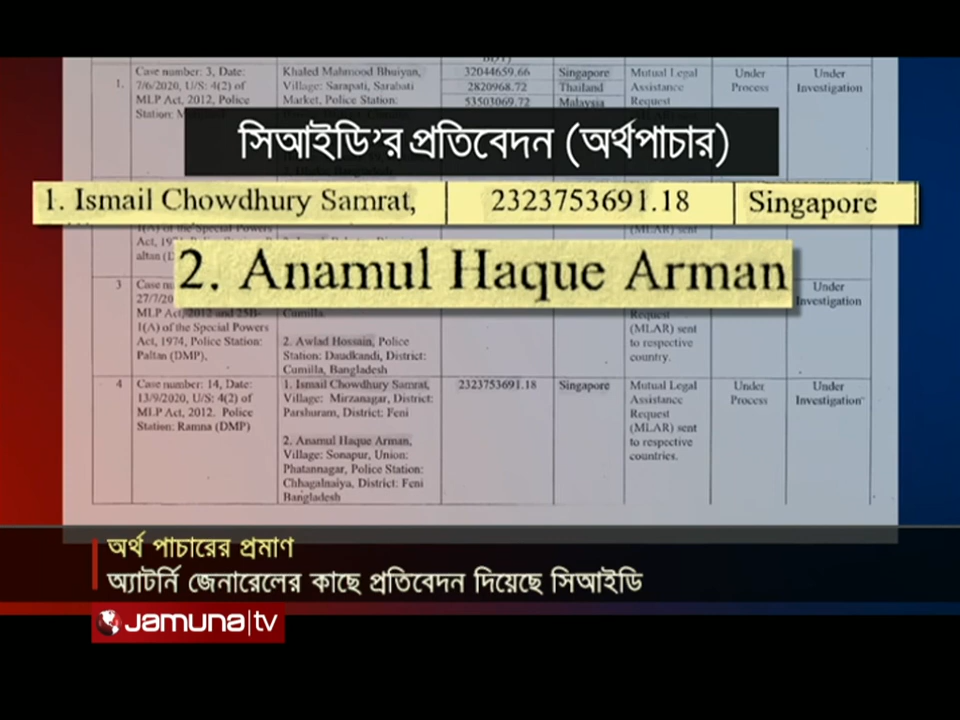 1. Case number: 3, Date: 7/6/2020, U/S: 4(2) of MLP Act, 2012, Police Station:
Khaled Mahmood Bhuiyan, Village: Sarapati, Sarabati Market, Police Station:
32044659.66 Singapore
2820968.72 Thailand
53503069.72 Malaysia
Mutual Legal Assistance Request
Under Process
Under Investigation
সিআইডি’র প্রতিবেদন (অর্থপাচার)
1. Ismail Chowdhury Samrat, 2323753691.18 Singapore
2. Anamul Haque Arman
3
MLP Act, 2012 and 25B-
1(A) of the Special Powers
Act, 1974, Police Station:
Paltan (DMP).
Cumilla.
2. Awlad Hossain, Police
Station: Daudkandi, District:
Cumilla, Bangladesh
Request
(MLAR) sent
to respective
country.
Under
Investigation
4
Case number: 14, Date:
13/9/2020, U/S: 4(2) of
MLP Act, 2012. Police
Station: Ramna (DMP)
1. Ismail Chowdhury Samrat,
Village: Mirzanagar, District:
Parshuram, District: Feni
2. Anamul Haque Arman,
Village: Sonapur, Union:
Phatannagar, Police Station:
Chhagalnaiya, District: Feni
Bangladesh
2323753691.18
Singapore
Mutual Legal
Assistance
Request
(MLAR) sent
to respective
countries.
Under
Process
Under
Investigation
অর্থ পাচারের প্রমাণ
অ্যাটর্নি জেনারেলের কাছে প্রতিবেদন দিয়েছে সিআইডি
Jamuna|tv